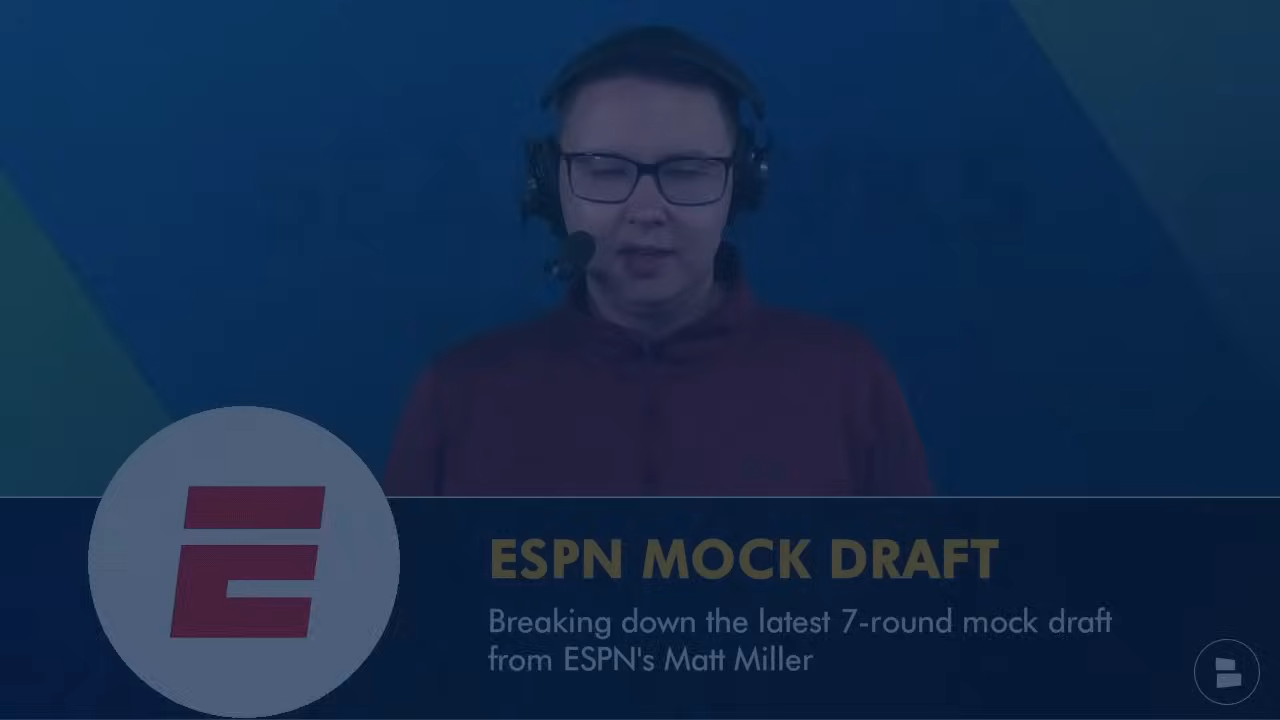 ESPN MOCK DRAFT
Breaking down the latest 7-round mock draft
from ESPN's Matt Miller